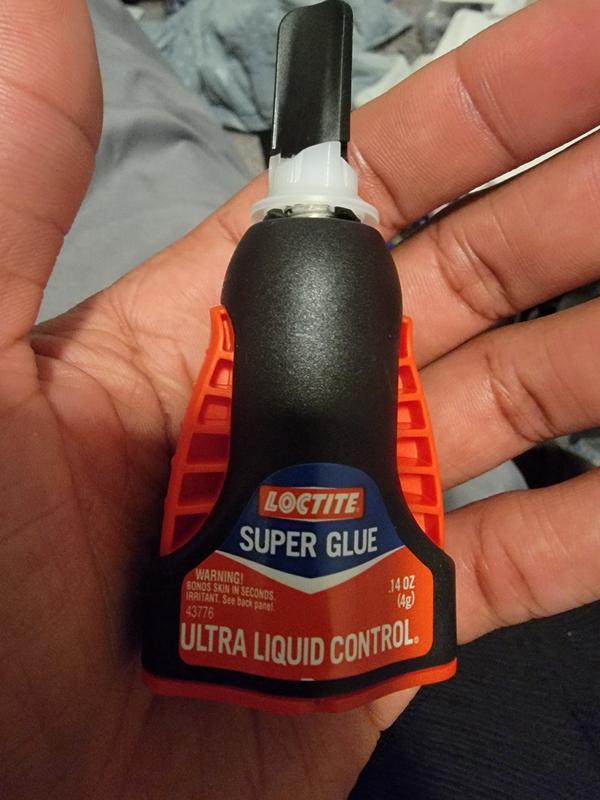 LOCTITE®
SUPER GLUE
WARNING!
BONDS SKIN IN SECONDS.
IRRITANT. See back panel.
43776
.14 OZ
(4g)
ULTRA LIQUID CONTROL®